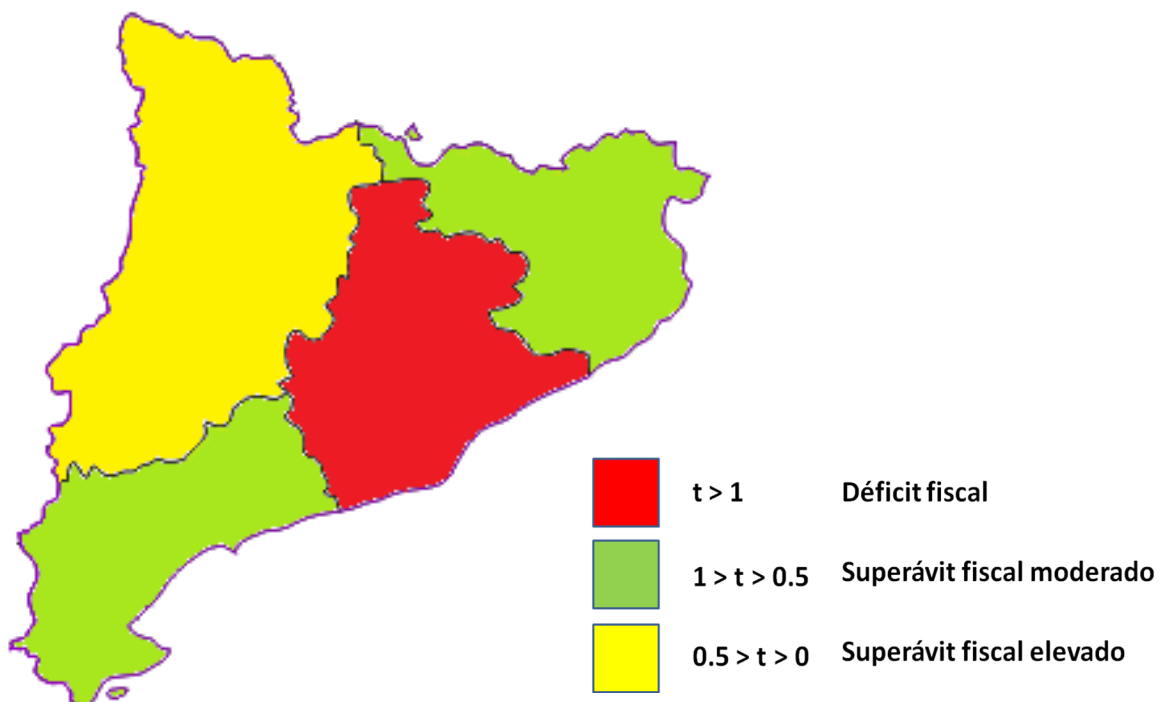 t > 1 Déficit fiscal
1 > t > 0.5 Superávit fiscal moderado
0.5 > t > 0 Superávit fiscal elevado